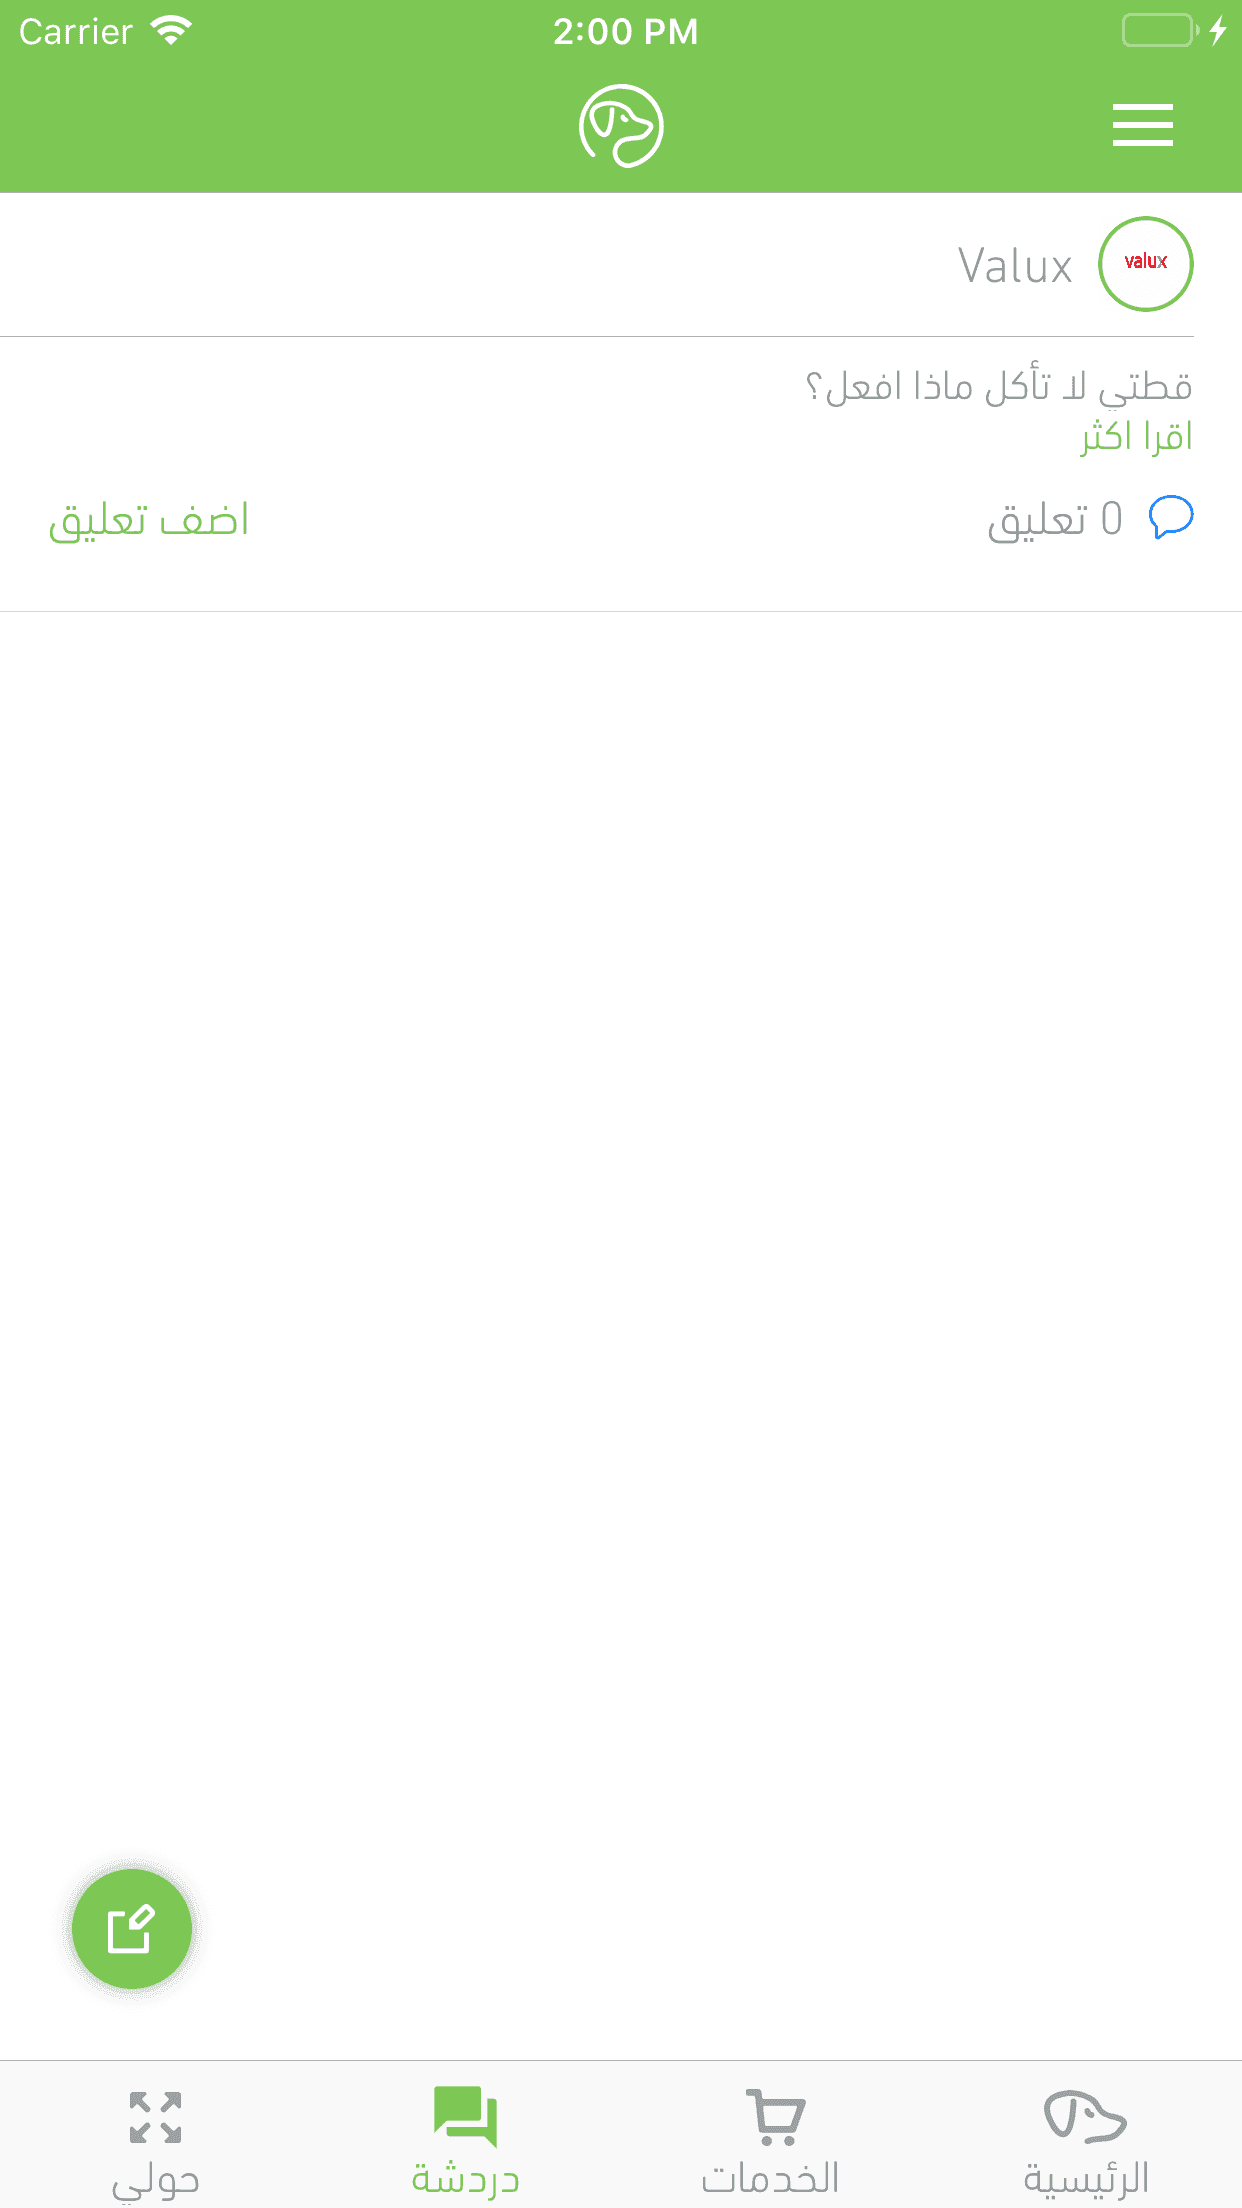 Carrier 2:00 PM
Valux valux
قطتي لا تأكل ماذا افعل؟
اقرا اكثر
0 تعليق
اضف تعليق
الرئيسية
الخدمات
دردشة
حولي